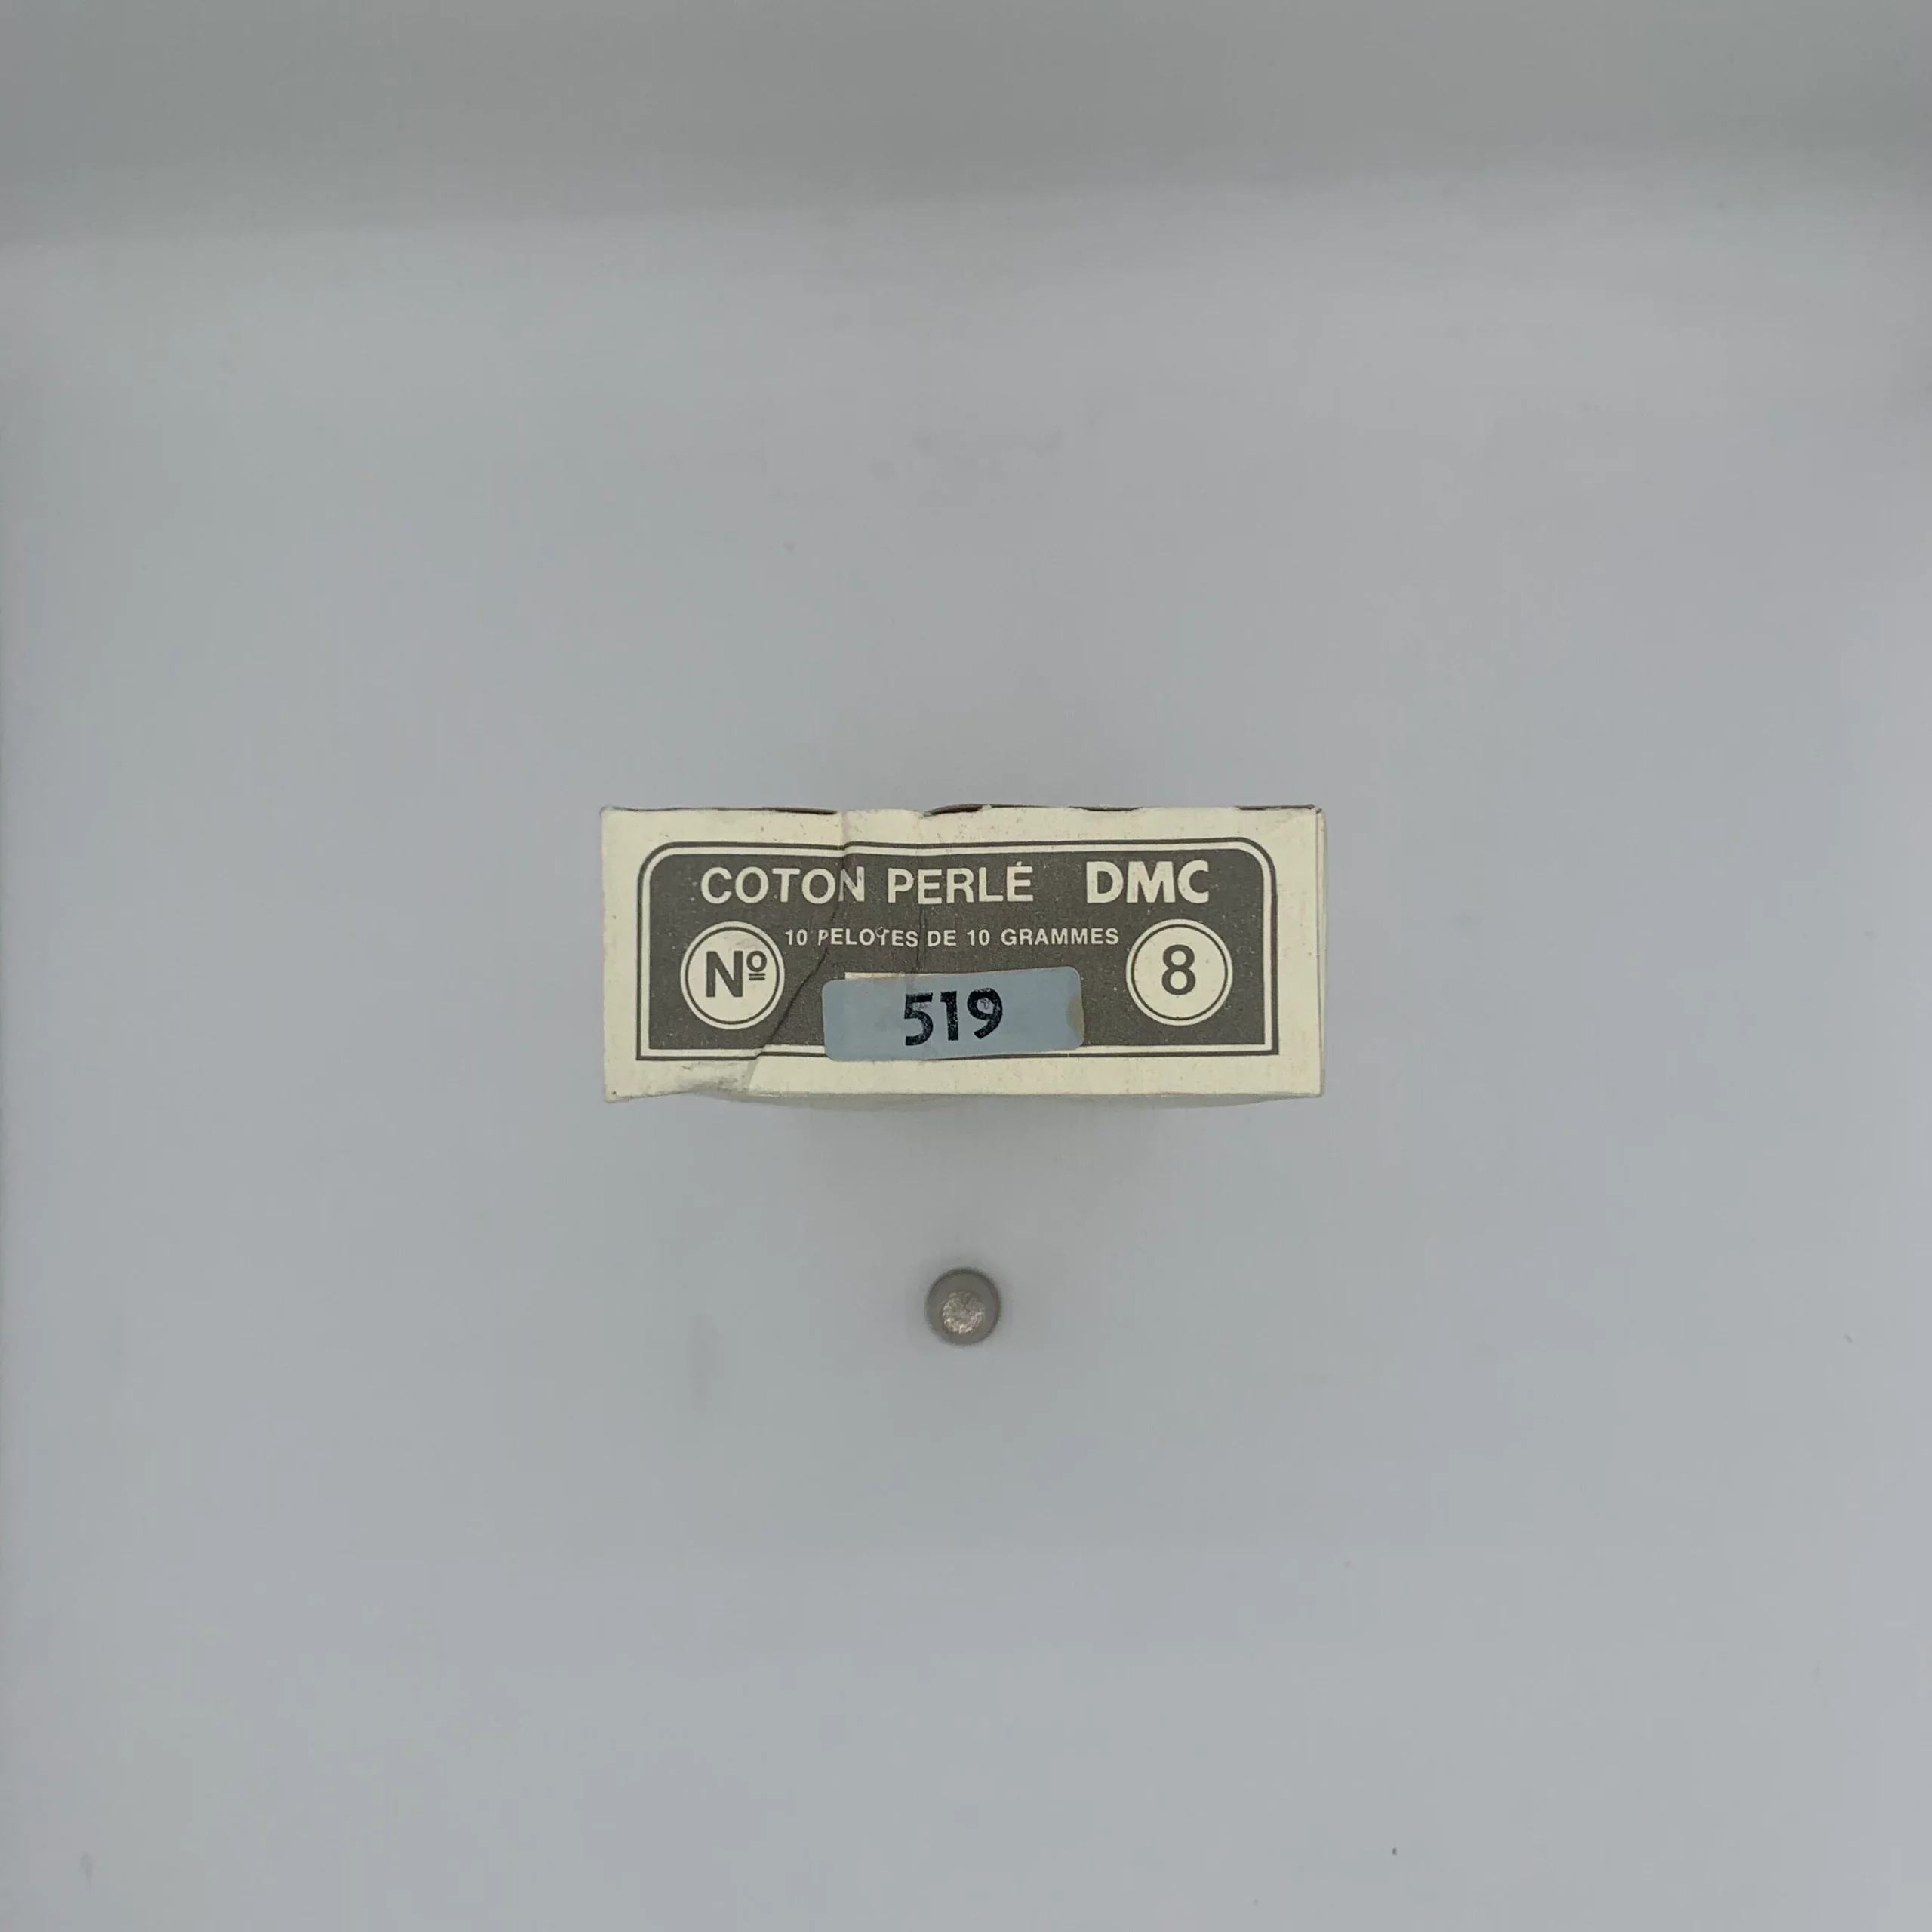 COTON PERLÉ DMC
10 PELOTES DE 10 GRAMMES
Nº 8
519